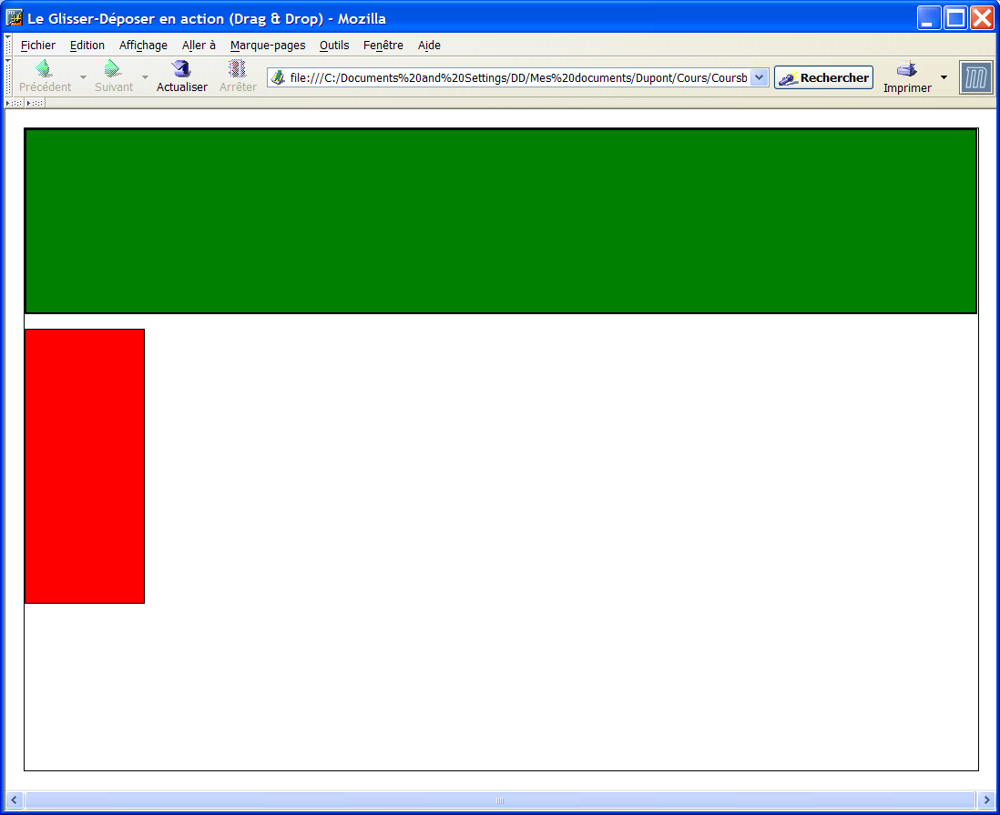 Le Glisser-Déposer en action (Drag & Drop) - Mozilla
Fichier Edition Affichage Aller à Marque-pages Outils Fenêtre Aide
Précédent Suivant Actualiser Arrêter file:///C:/Documents%20and%20Settings/DD/Mes%20documents/Dupont/Cours/Coursb Rechercher Imprimer